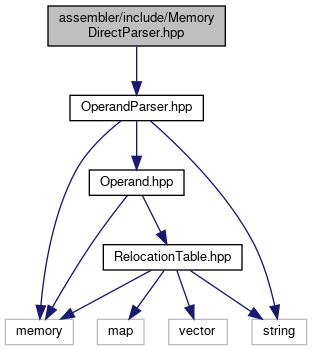 assembler/include/Memory
DirectParser.hpp
OperandParser.hpp
Operand.hpp
RelocationTable.hpp
memory
map
vector
string